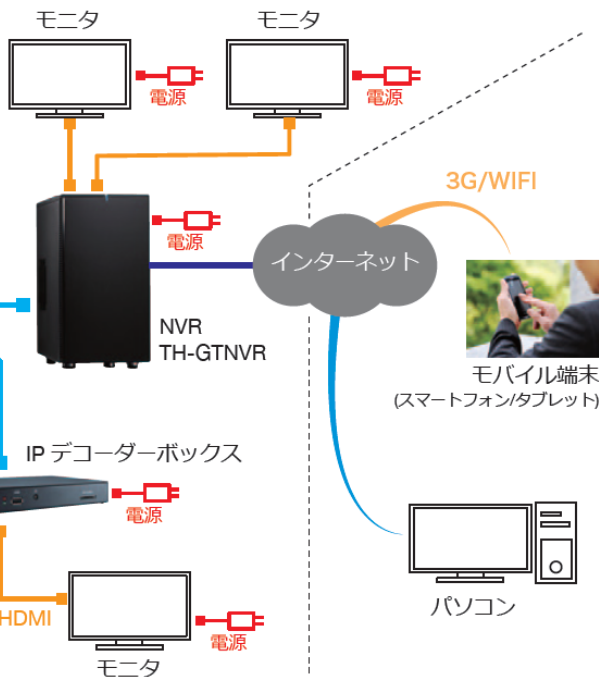 モニタ
モニタ
電源
電源
3G/WIFI
電源
インターネット
NVR
TH-GTNVR
モバイル端末
(スマートフォン/タブレット)
IP デコーダーボックス
電源
HDMI
電源
パソコン
モニタ